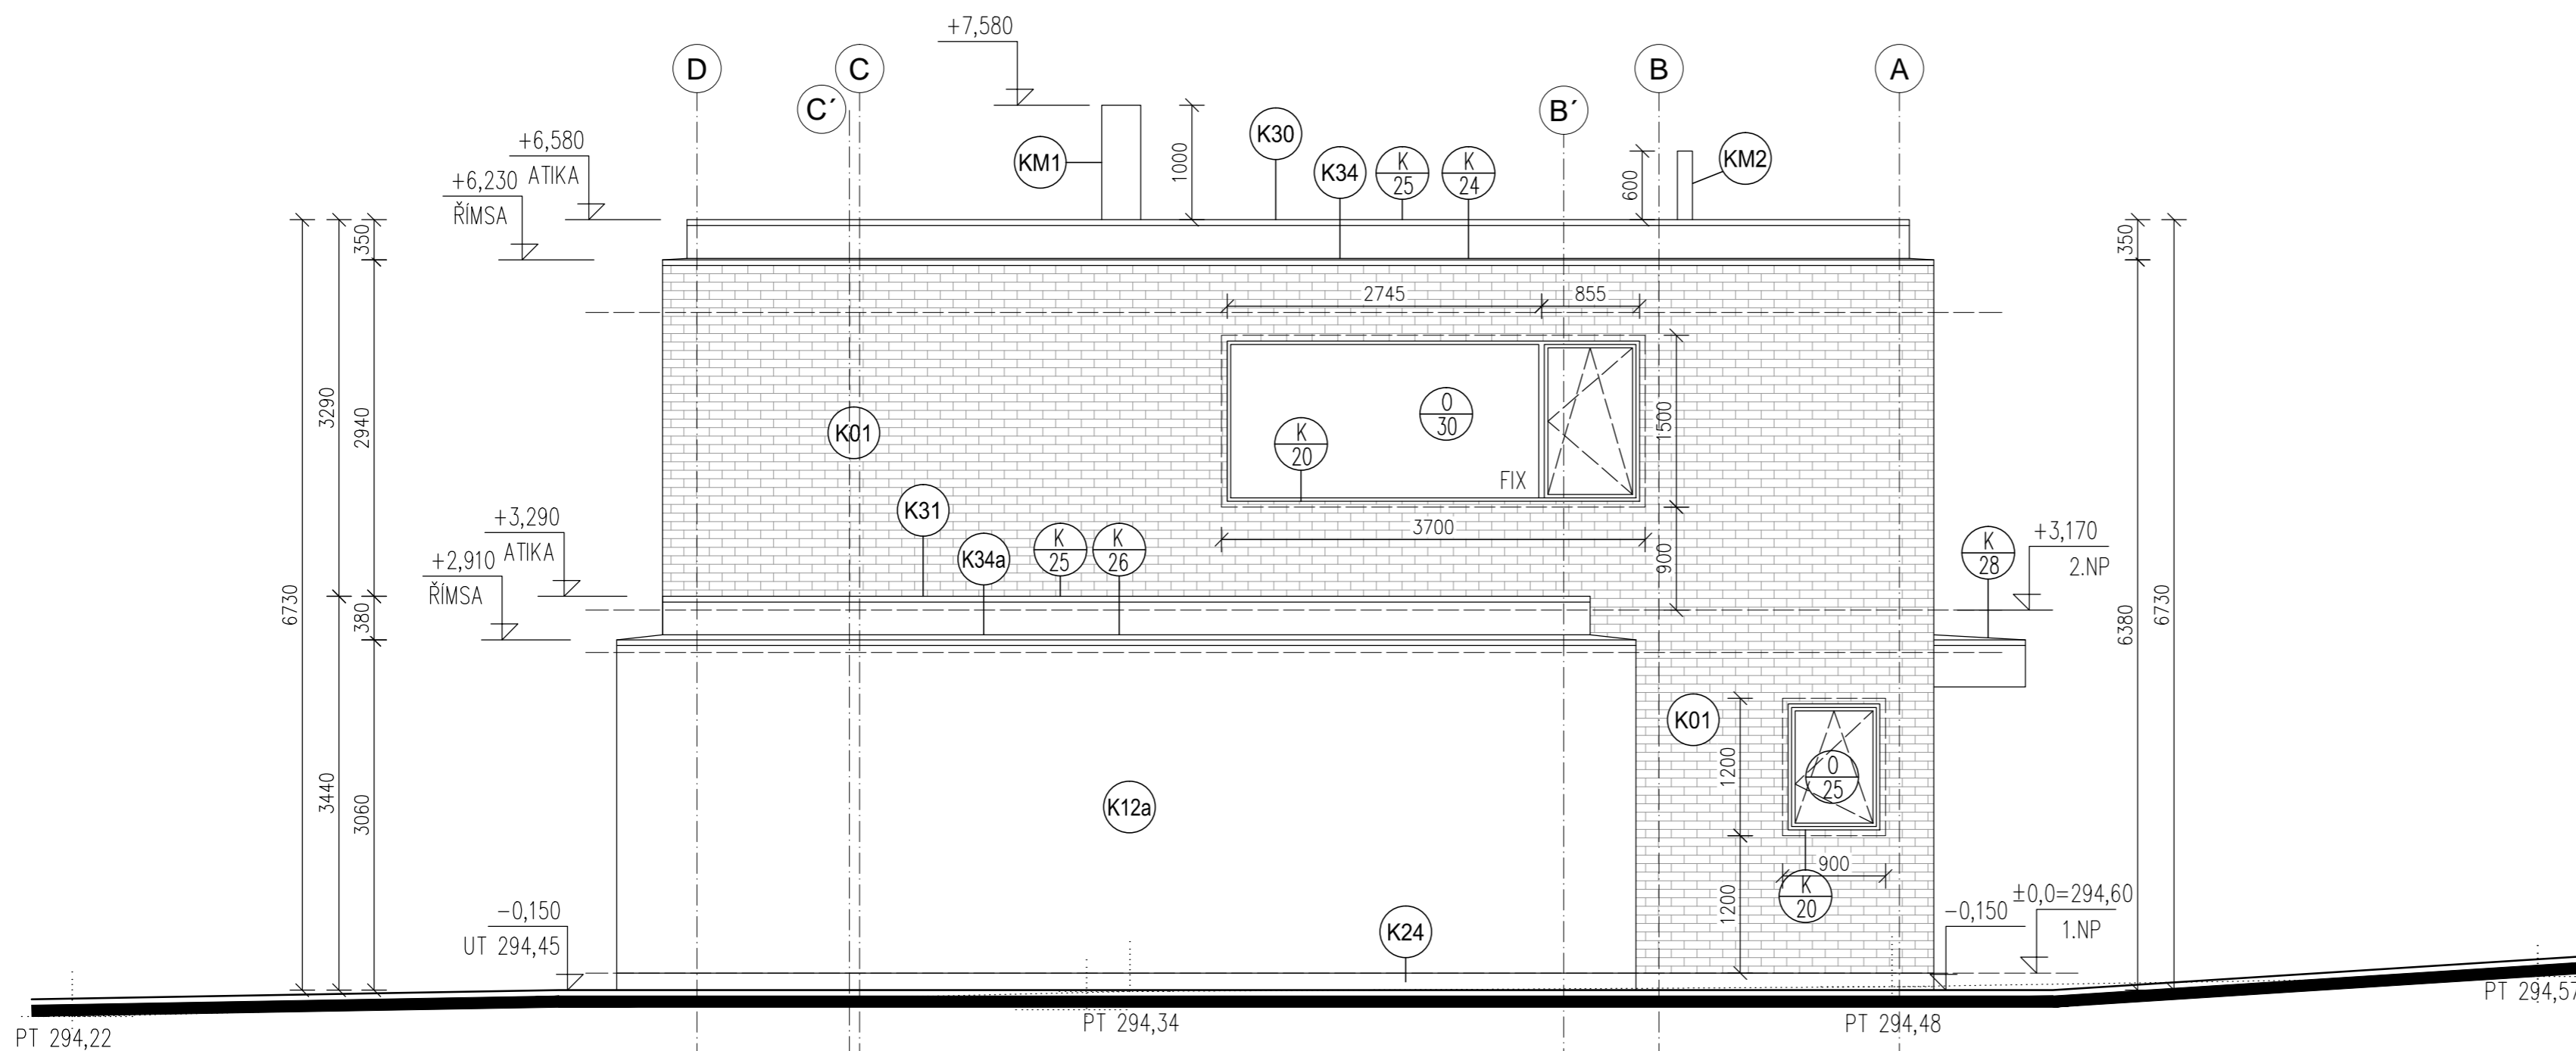 +7,580
D
C
B
A
C´
B´
+6,580
ATIKA
+6,230
ŘÍMSA
KM1
1000
K30
K34
K
25
K
24
600
KM2
350
350
2745
855
3290
2940
K01
O
30
K
20
FIX
1500
K31
K34a
K
25
K
26
3700
900
+3,290
ATIKA
+2,910
ŘÍMSA
K
28
+3,170
2.NP
6730
380
6380
6730
K01
1200
O
25
3440
3060
K12a
900
K
20
1200
-0,150
UT 294,45
K24
-0,150
±0,0=294,60
1.NP
PT 294,22
PT 294,34
PT 294,48
PT 294,57